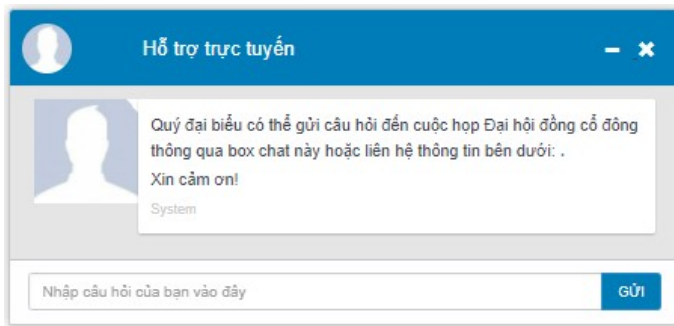 Hỗ trợ trực tuyến
Quý đại biểu có thể gửi câu hỏi đến cuộc họp Đại hội đồng cổ đông
thông qua box chat này hoặc liên hệ thông tin bên dưới: .
Xin cảm ơn!
System
Nhập câu hỏi của bạn vào đây
GỬI